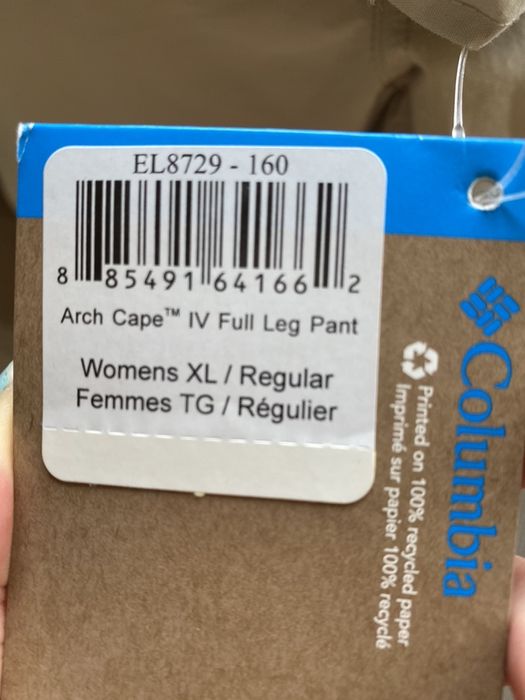 EL8729 - 160
8 85491 64166 2
Arch Cape™ IV Full Leg Pant
Womens XL / Regular
Femmes TG / Régulier
Columbia
Printed on 100% recycled paper
Imprimé sur papier 100% recyclé